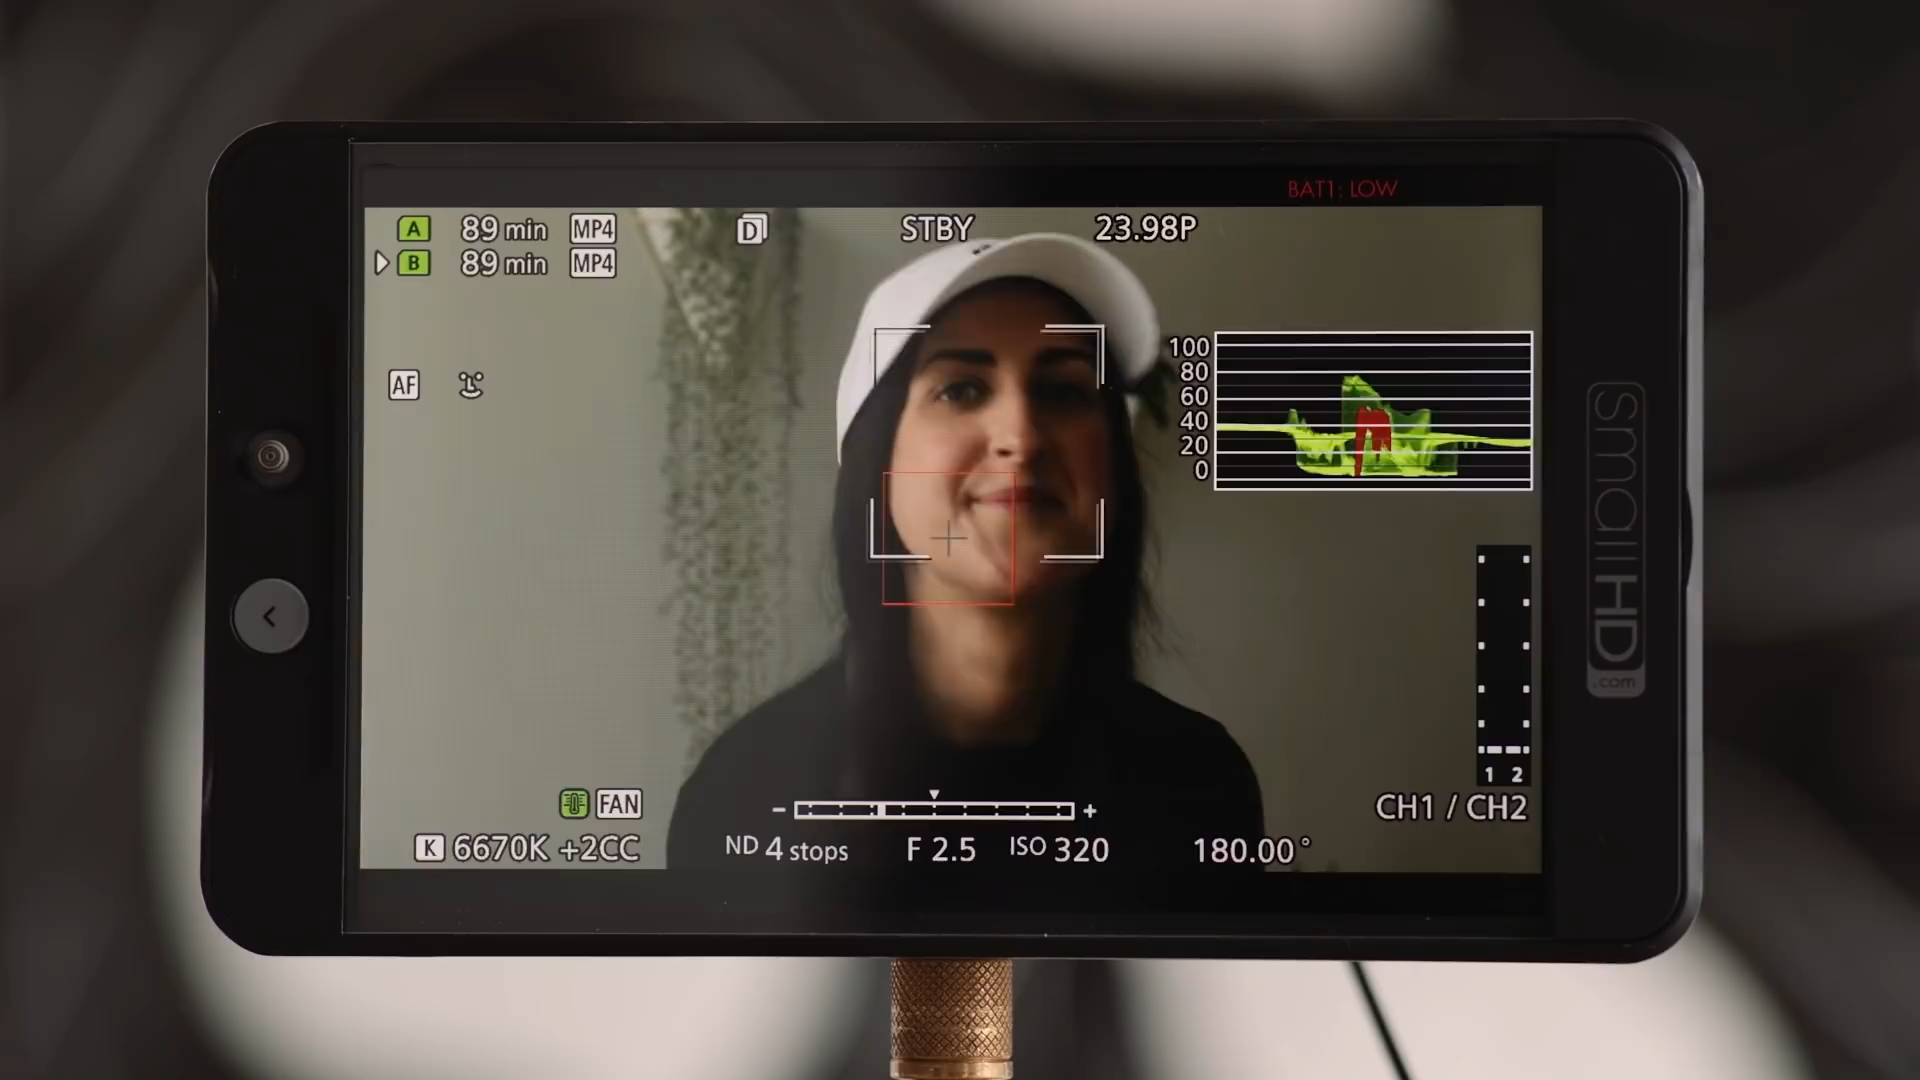 BAT1: LOW
A 89 min MP4 D STBY 23.98P
B 89 min MP4
AF
100
80
60
40
20
0
smallHD
.com
1 2
FAN
- +
CH1 / CH2
K 6670K +2CC ND 4 stops F 2.5 ISO 320 180.00°